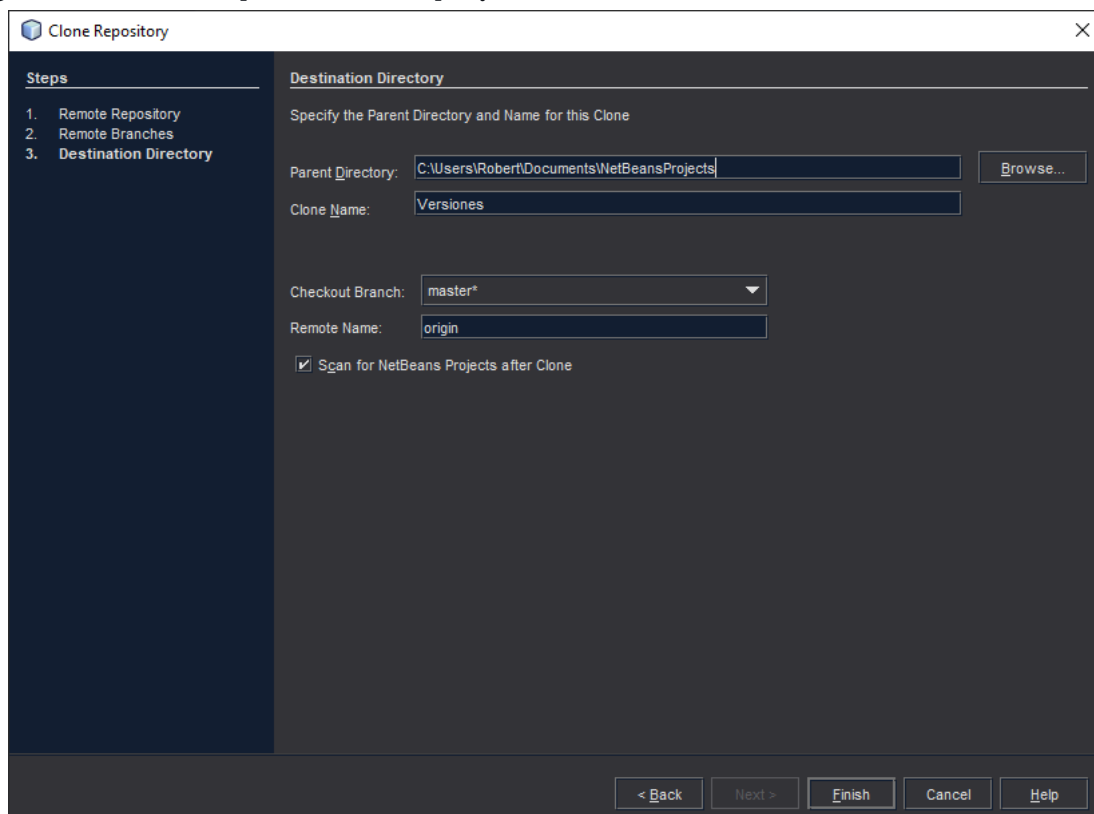 Clone Repository
Steps
1. Remote Repository
2. Remote Branches
3. Destination Directory
Destination Directory
Specify the Parent Directory and Name for this Clone
Parent Directory: C:\Users\Robert\Documents\NetBeansProjects Browse...
Clone Name: Versiones
Checkout Branch: master*
Remote Name: origin
Scan for NetBeans Projects after Clone
< Back Next > Finish Cancel Help